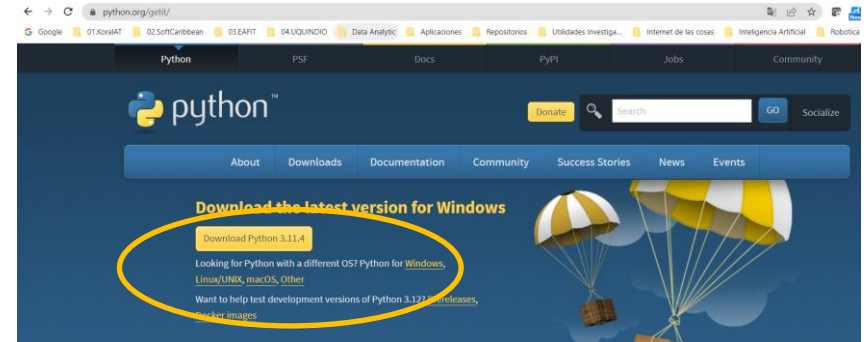 python.org/getit/
Google 01.KoralAT 02.SoftCaribbean 03.EAFIT 04.UQUINDIO Data Analytic Aplicaciones Repositorios Utilidades Investiga... Internet de las cosas Inteligencia Artificial Robotica
Python PSF Docs PyPI Jobs Community
python™
Donate Search GO Socialize
About Downloads Documentation Community Success Stories News Events
Download the latest version for Windows
Download Python 3.11.4
Looking for Python with a different OS? Python for Windows,
Linux/UNIX, macOS, Other
Want to help test development versions of Python 3.12? Prereleases,
Docker images